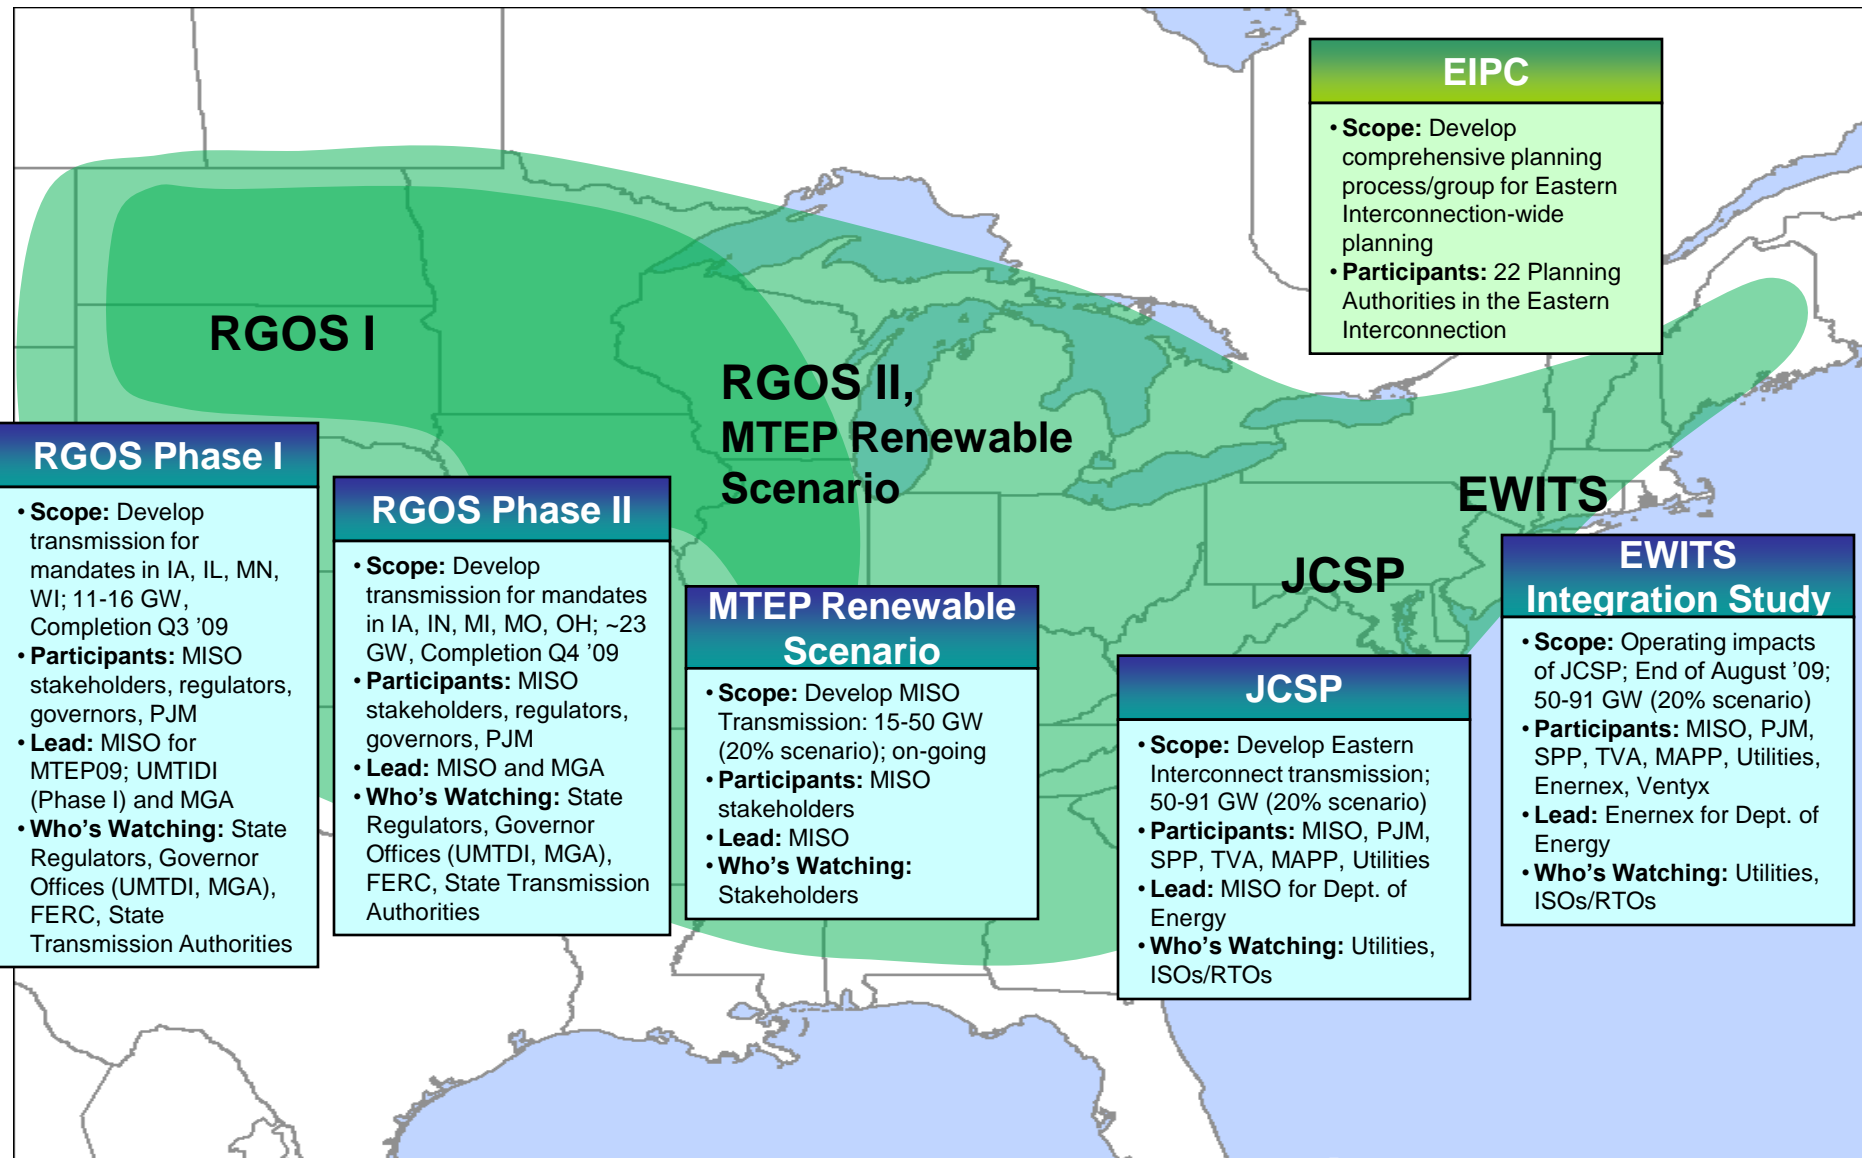 EIPC
• Scope: Develop
comprehensive planning
process/group for Eastern
Interconnection-wide
planning
• Participants: 22 Planning
Authorities in the Eastern
Interconnection
RGOS I
RGOS II,
MTEP Renewable
Scenario
EWITS
JCSP
RGOS Phase I
• Scope: Develop
transmission for
mandates in IA, IL, MN,
WI; 11-16 GW,
Completion Q3 ’09
• Participants: MISO
stakeholders, regulators,
governors, PJM
• Lead: MISO for
MTEP09; UMTIDI
(Phase I) and MGA
• Who’s Watching: State
Regulators, Governor
Offices (UMTDI, MGA),
FERC, State
Transmission Authorities
RGOS Phase II
• Scope: Develop
transmission for mandates
in IA, IN, MI, MO, OH; ~23
GW, Completion Q4 ’09
• Participants: MISO
stakeholders, regulators,
governors, PJM
• Lead: MISO and MGA
• Who’s Watching: State
Regulators, Governor
Offices (UMTDI, MGA),
FERC, State Transmission
Authorities
MTEP Renewable
Scenario
• Scope: Develop MISO
Transmission: 15-50 GW
(20% scenario); on-going
• Participants: MISO
stakeholders
• Lead: MISO
• Who’s Watching:
Stakeholders
JCSP
• Scope: Develop Eastern
Interconnect transmission;
50-91 GW (20% scenario)
• Participants: MISO, PJM,
SPP, TVA, MAPP, Utilities
• Lead: MISO for Dept. of
Energy
• Who’s Watching: Utilities,
ISOs/RTOs
EWITS
Integration Study
• Scope: Operating impacts
of JCSP; End of August ’09;
50-91 GW (20% scenario)
• Participants: MISO, PJM,
SPP, TVA, MAPP, Utilities,
Enernex, Ventyx
• Lead: Enernex for Dept. of
Energy
• Who’s Watching: Utilities,
ISOs/RTOs